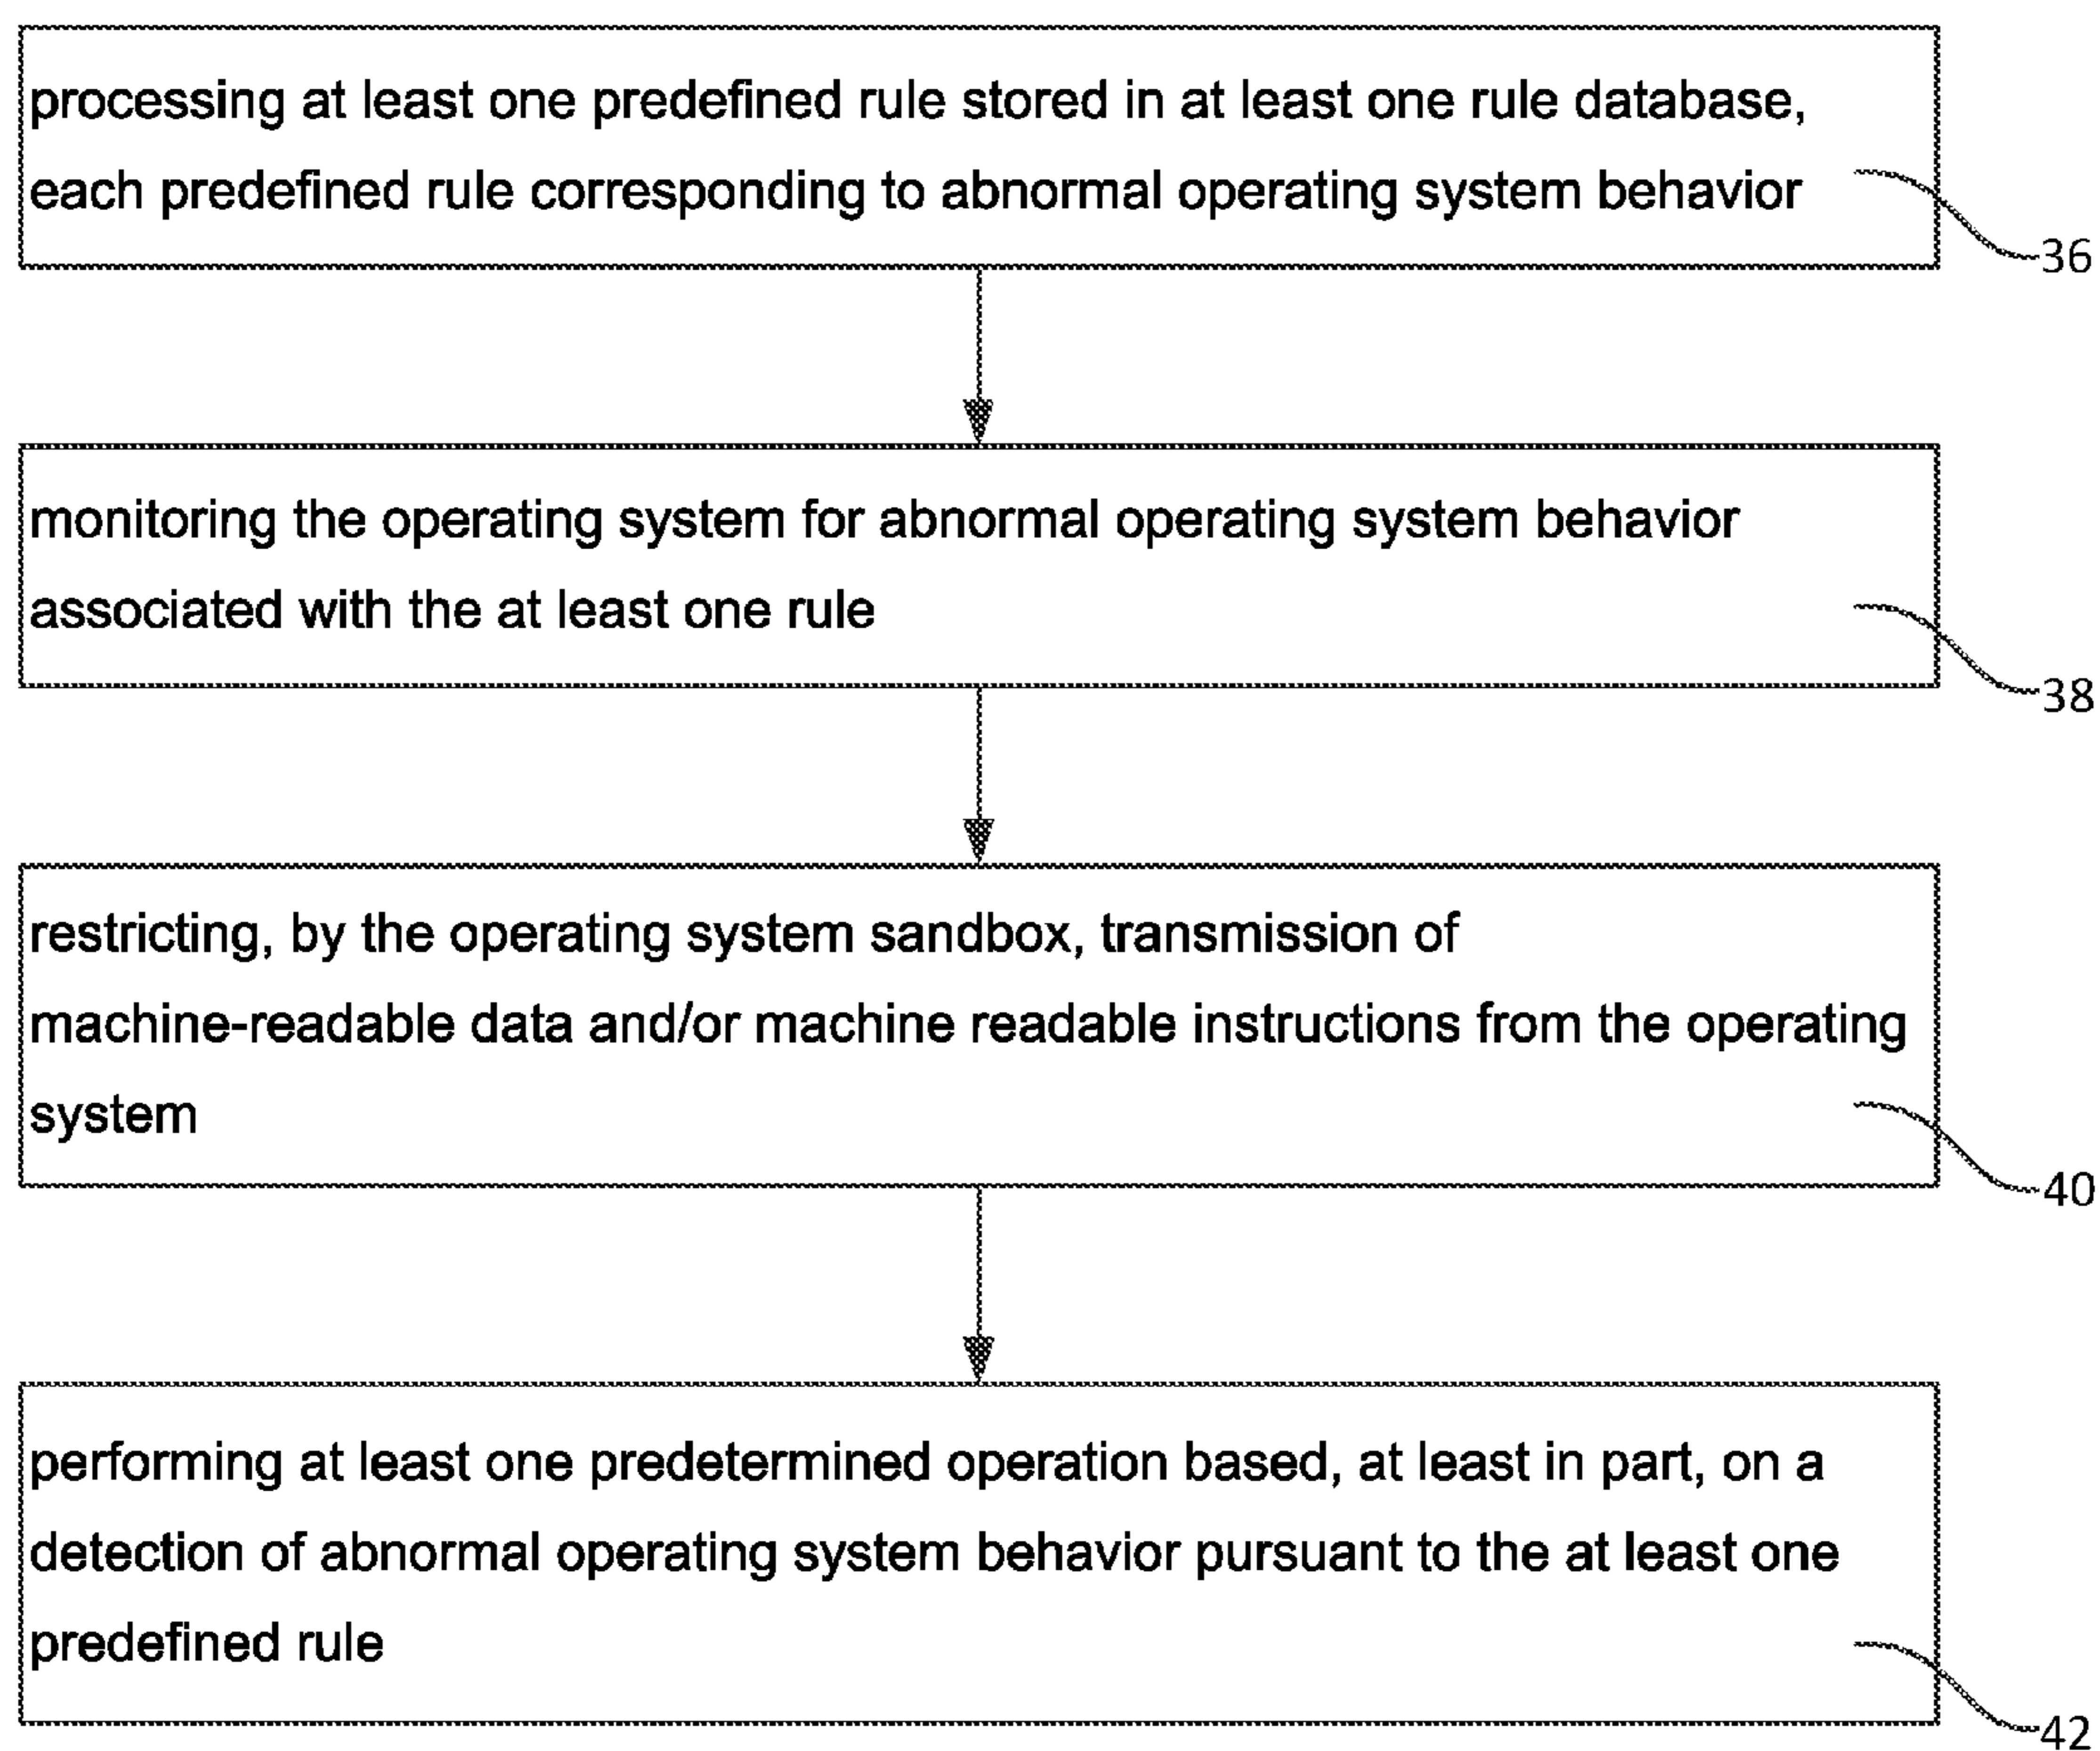 processing at least one predefined rule stored in at least one rule database,
each predefined rule corresponding to abnormal operating system behavior
36
monitoring the operating system for abnormal operating system behavior
associated with the at least one rule
38
restricting, by the operating system sandbox, transmission of
machine-readable data and/or machine readable instructions from the operating
system
40
performing at least one predetermined operation based, at least in part, on a
detection of abnormal operating system behavior pursuant to the at least one
predefined rule
42